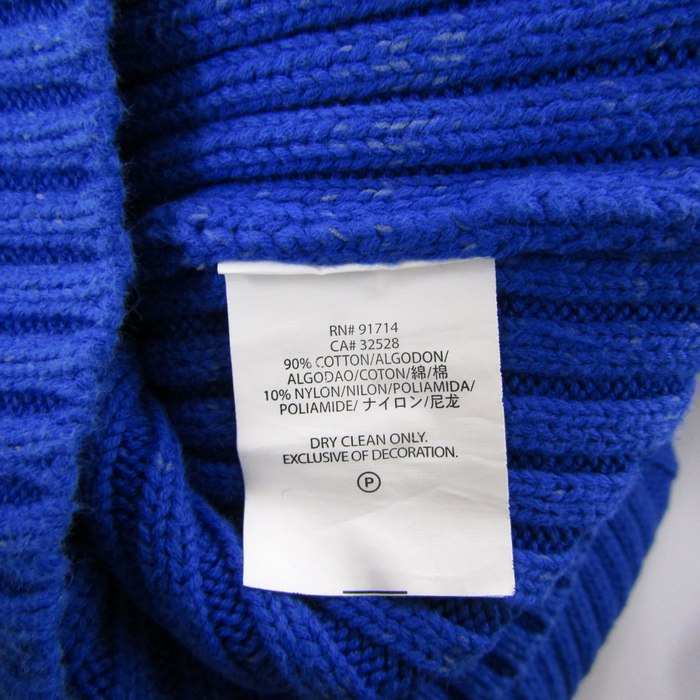 RN# 91714
CA# 32528
90% COTTON/ALGODON/
ALGODAO/COTON/綿/棉
10% NYLON/NILON/POLIAMIDA/
POLIAMIDE/ ナイロン/尼龙
DRY CLEAN ONLY.
EXCLUSIVE OF DECORATION.
P